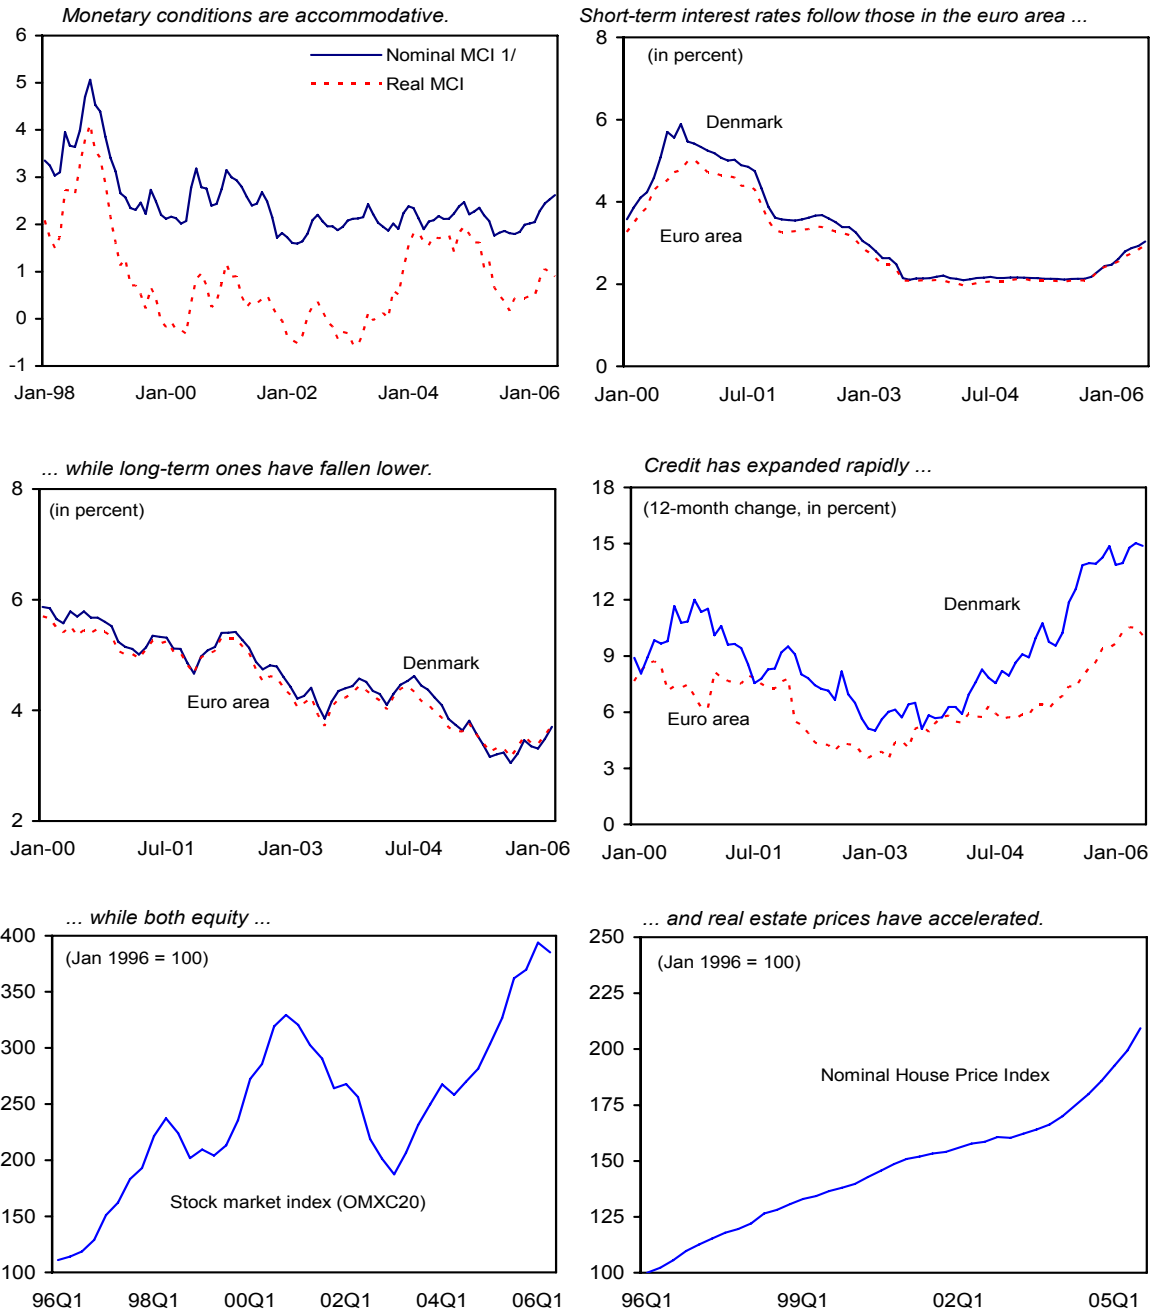 Monetary conditions are accommodative.
6
5
4
3
2
1
0
-1
Nominal MCI 1/
Real MCI
Jan-98 Jan-00 Jan-02 Jan-04 Jan-06
Short-term interest rates follow those in the euro area ...
8
6
4
2
0
(in percent)
Denmark
Euro area
Jan-00 Jul-01 Jan-03 Jul-04 Jan-06
... while long-term ones have fallen lower.
8
6
4
2
(in percent)
Denmark
Euro area
Jan-00 Jul-01 Jan-03 Jul-04 Jan-06
Credit has expanded rapidly ...
18
15
12
9
6
3
0
(12-month change, in percent)
Denmark
Euro area
Jan-00 Jul-01 Jan-03 Jul-04 Jan-06
... while both equity ...
400
350
300
250
200
150
100
(Jan 1996 = 100)
Stock market index (OMXC20)
96Q1 98Q1 00Q1 02Q1 04Q1 06Q1
... and real estate prices have accelerated.
250
225
200
175
150
125
100
(Jan 1996 = 100)
Nominal House Price Index
96Q1 99Q1 02Q1 05Q1